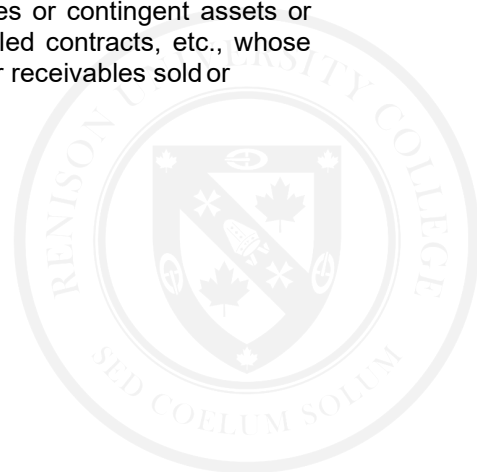 es or contingent assets or
led contracts, etc., whose
r receivables sold or
RENISON UNIVERSITY COLLEGE
SED COELUM SOLUM